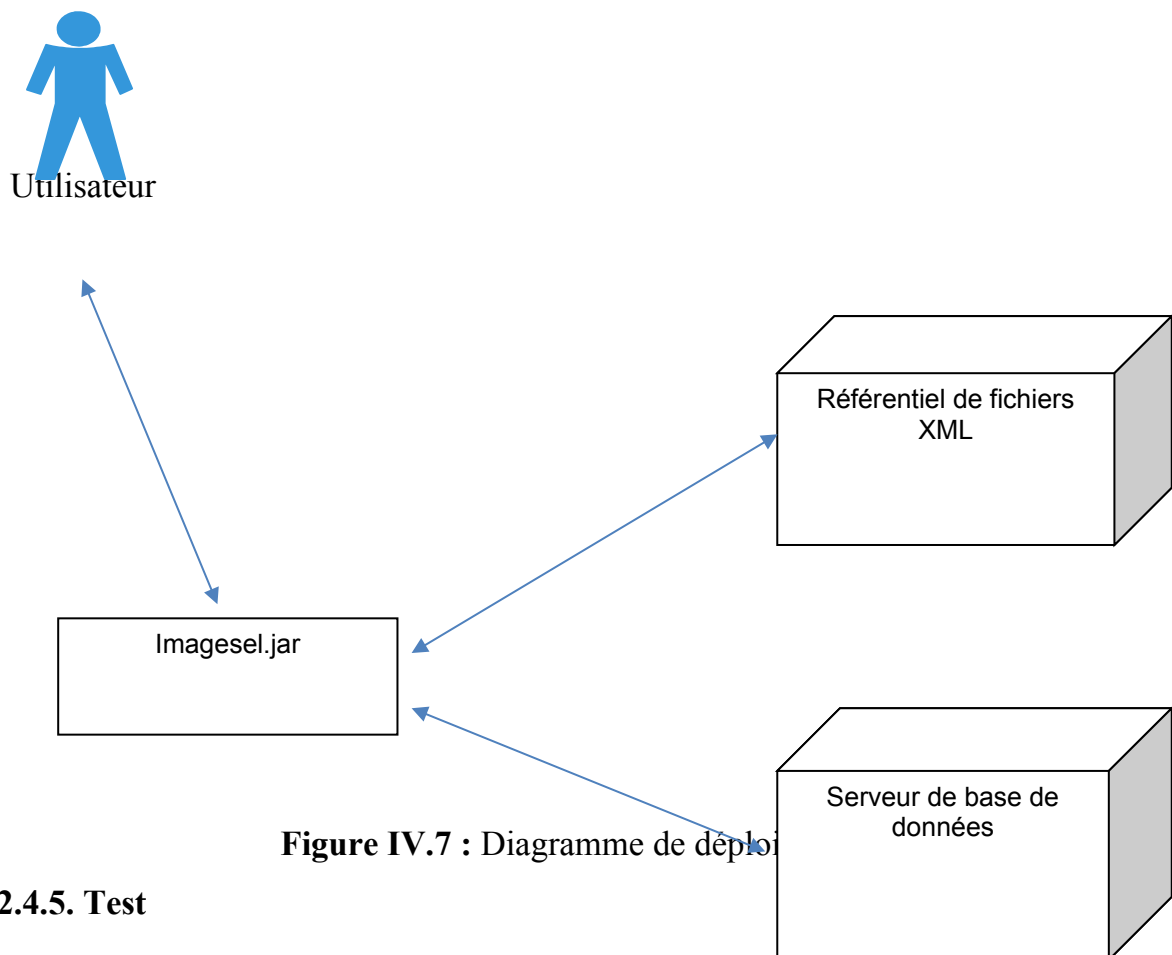 Utilisateur
Référentiel de fichiers
XML
Imagesel.jar
Serveur de base de
données
Figure IV.7 : Diagramme de
2.4.5. Test